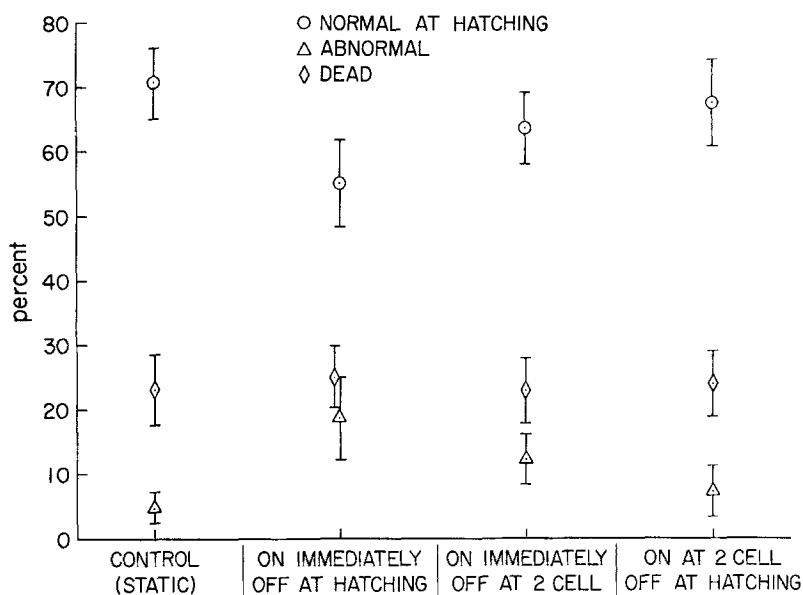 NORMAL AT HATCHING
ABNORMAL
DEAD
80
70
60
50
40
30
20
10
0
percent
CONTROL
(STATIC)
ON IMMEDIATELY
OFF AT HATCHING
ON IMMEDIATELY
OFF AT 2 CELL
ON AT 2 CELL
OFF AT HATCHING